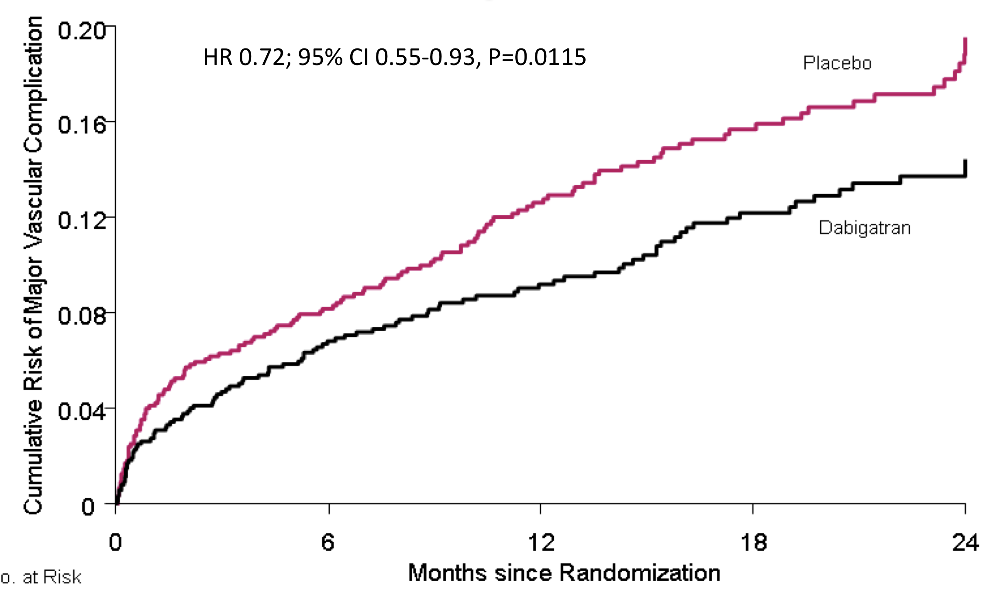 Cumulative Risk of Major Vascular Complication
0.20
0.16
0.12
0.08
0.04
0
HR 0.72; 95% CI 0.55-0.93, P=0.0115
Placebo
Dabigatran
0 6 12 18 24
Months since Randomization
o. at Risk